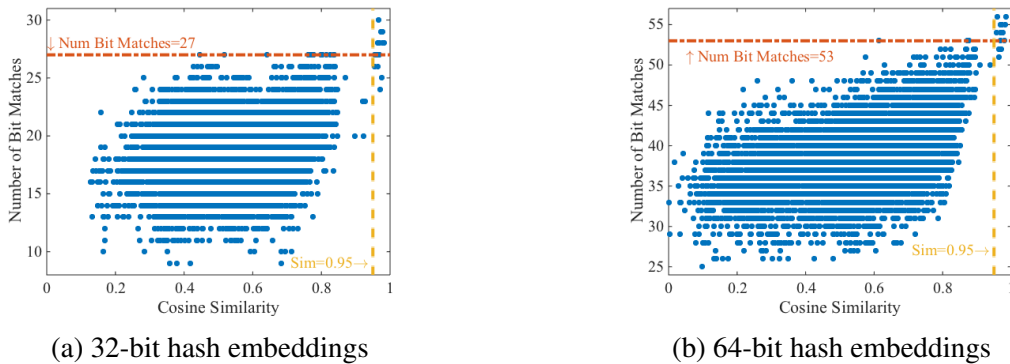 30
↓ Num Bit Matches=27
25
20
15
10
Number of Bit Matches
Sim=0.95→
0 0.2 0.4 0.6 0.8 1
Cosine Similarity
(a) 32-bit hash embeddings
55
↑ Num Bit Matches=53
50
45
40
35
30
25
Number of Bit Matches
Sim=0.95→
0 0.2 0.4 0.6 0.8 1
Cosine Similarity
(b) 64-bit hash embeddings